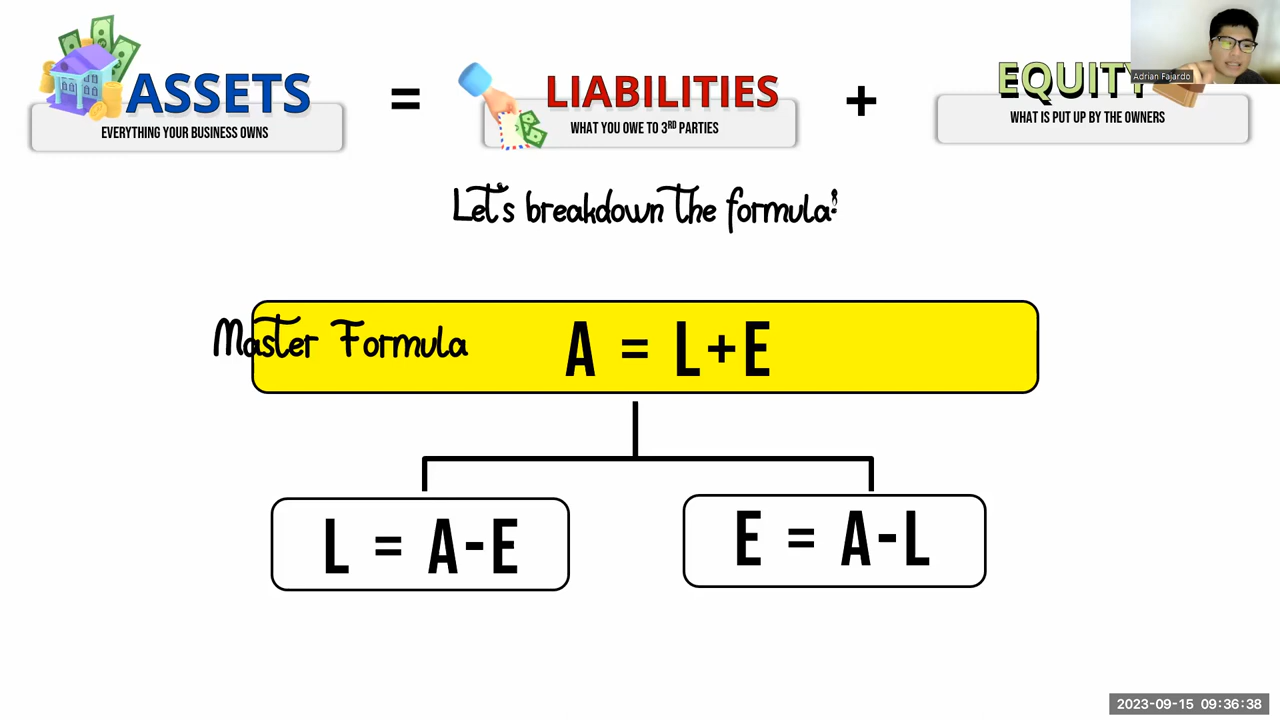 ASSETS = LIABILITIES + EQUITY
EVERYTHING YOUR BUSINESS OWNS
WHAT YOU OWE TO 3RD PARTIES
WHAT IS PUT UP BY THE OWNERS
Adrian Fajardo
Let's breakdown the formula!
Master Formula A = L+E
L = A-E
E = A-L
2023-09-15 09:36:38